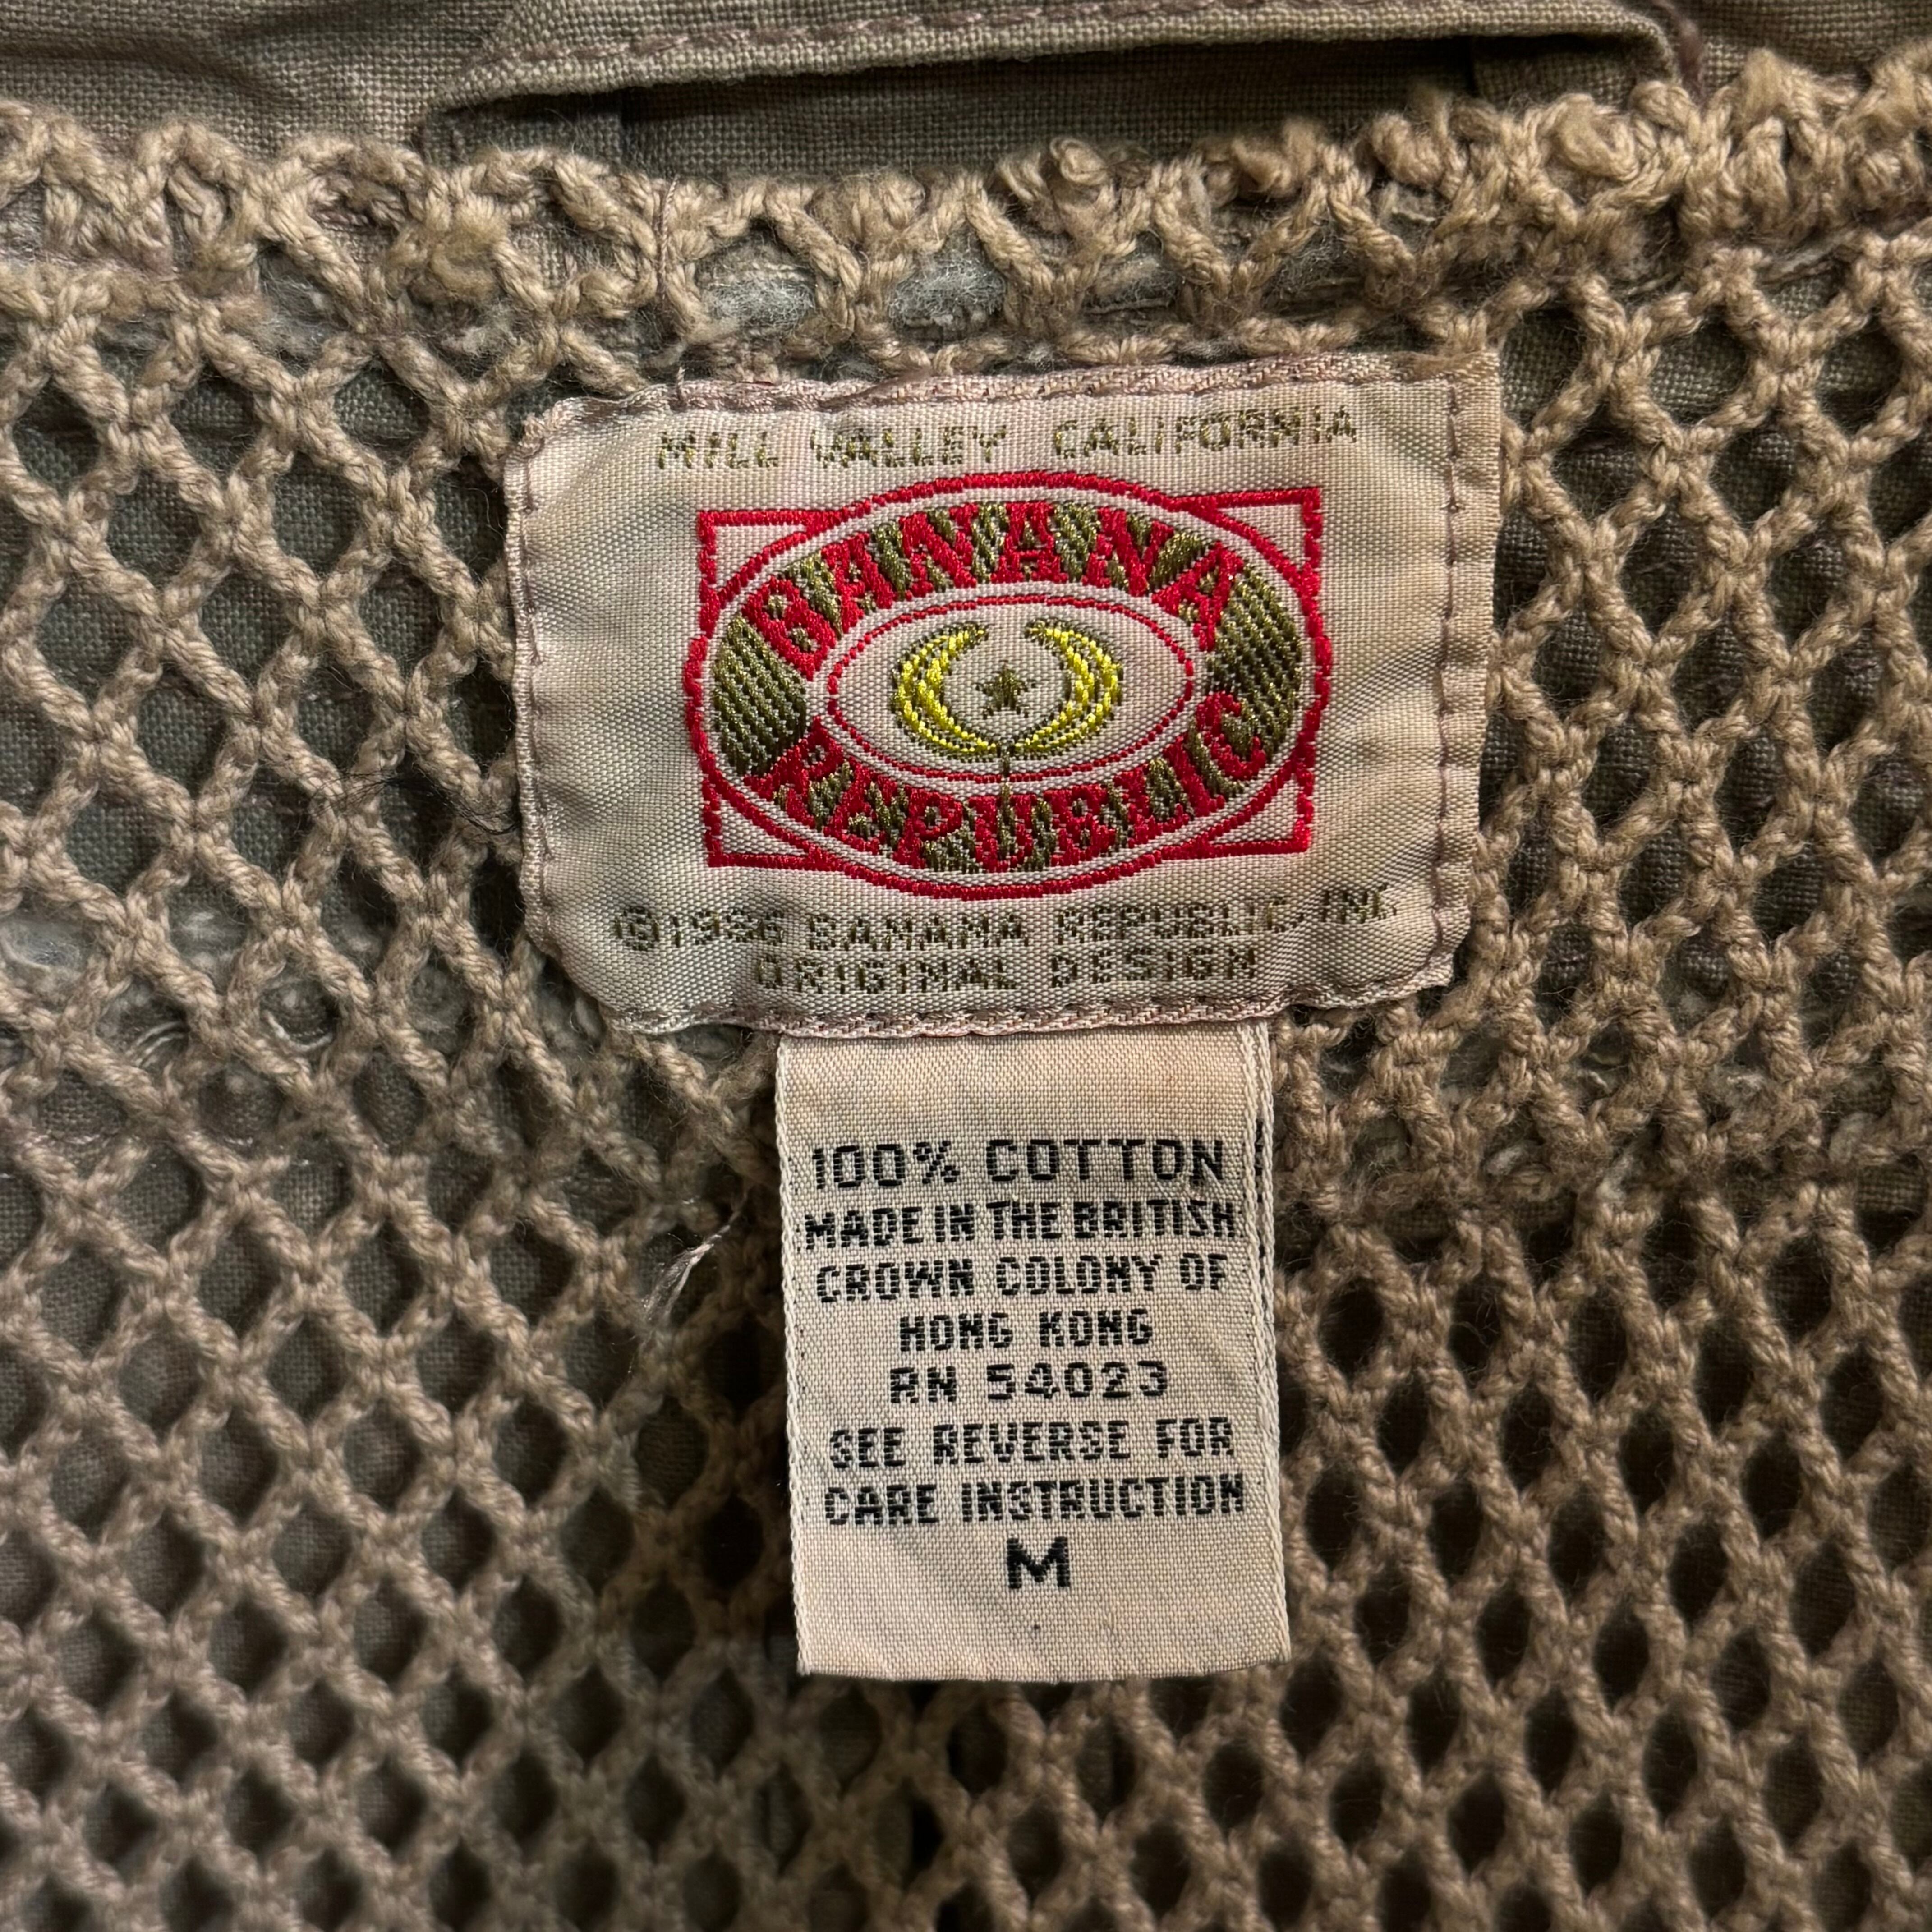 MILL VALLEY CALIFORNIA
BANANA
REPUBLIC
©1986 BANANA REPUBLIC, INC
ORIGINAL DESIGN
100% COTTON
MADE IN THE BRITISH
CROWN COLONY OF
HONG KONG
RN 54023
SEE REVERSE FOR
CARE INSTRUCTION
M